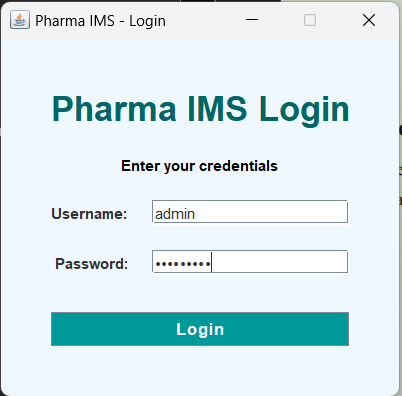 Pharma IMS - Login
Pharma IMS Login
Enter your credentials
Username: admin
Password: •••••••••
Login